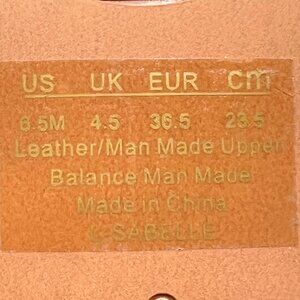 US UK EUR cm
6.5M 4.5 36.5 23.5
Leather/Man Made Upper
Balance Man Made
Made in China
L-SABELLE